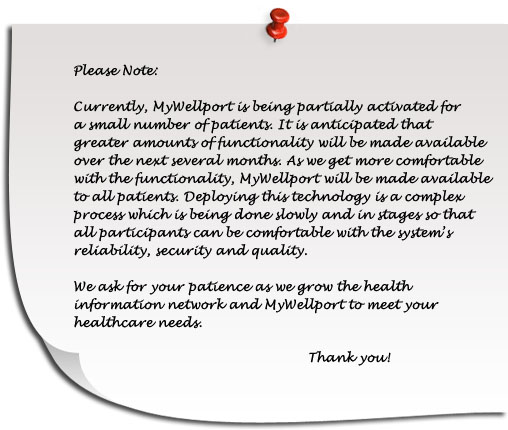 Please Note:
Currently, MyWellport is being partially activated for
a small number of patients. It is anticipated that
greater amounts of functionality will be made available
over the next several months. As we get more comfortable
with the functionality, MyWellport will be made available
to all patients. Deploying this technology is a complex
process which is being done slowly and in stages so that
all participants can be comfortable with the system's
reliability, security and quality.
We ask for your patience as we grow the health
information network and MyWellport to meet your
healthcare needs.
Thank you!